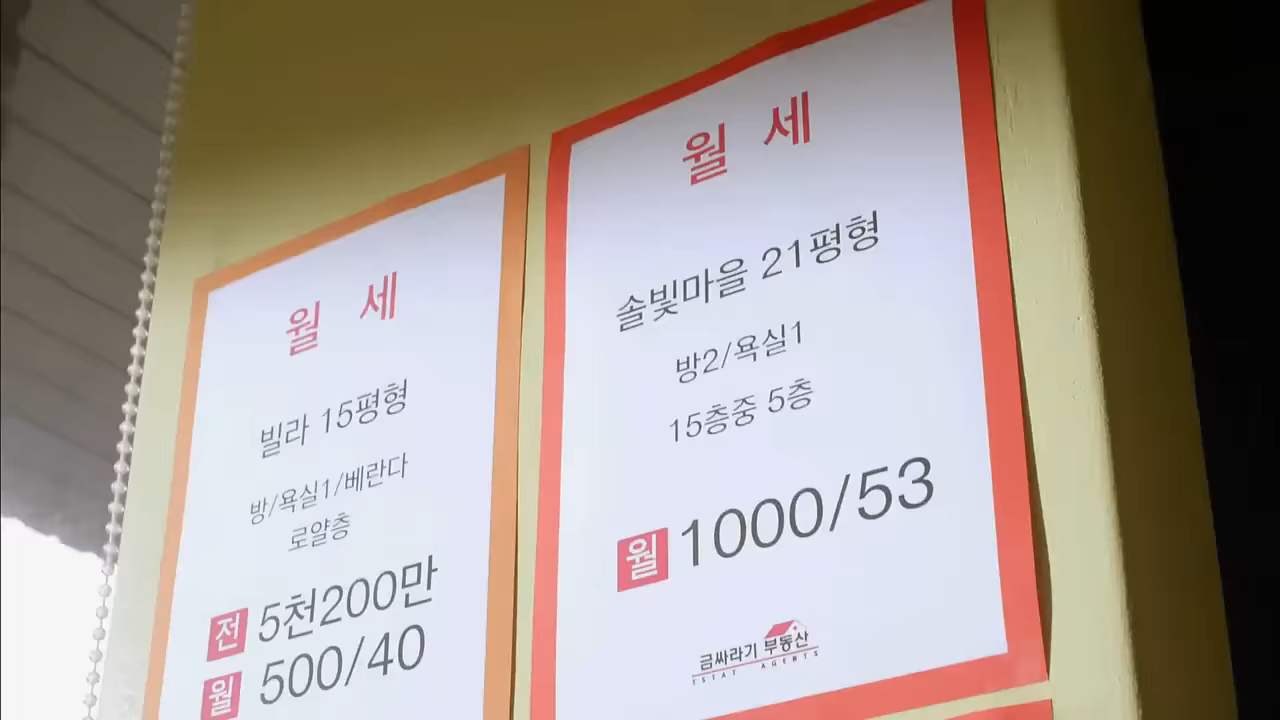 월 세
빌라 15평형
방/욕실1/베란다
로얄층
전 5천200만
월 500/40
월 세
솔빛마을 21평형
방2/욕실1
15층중 5층
월 1000/53
금싸라기 부동산
ESTAT AGENTS